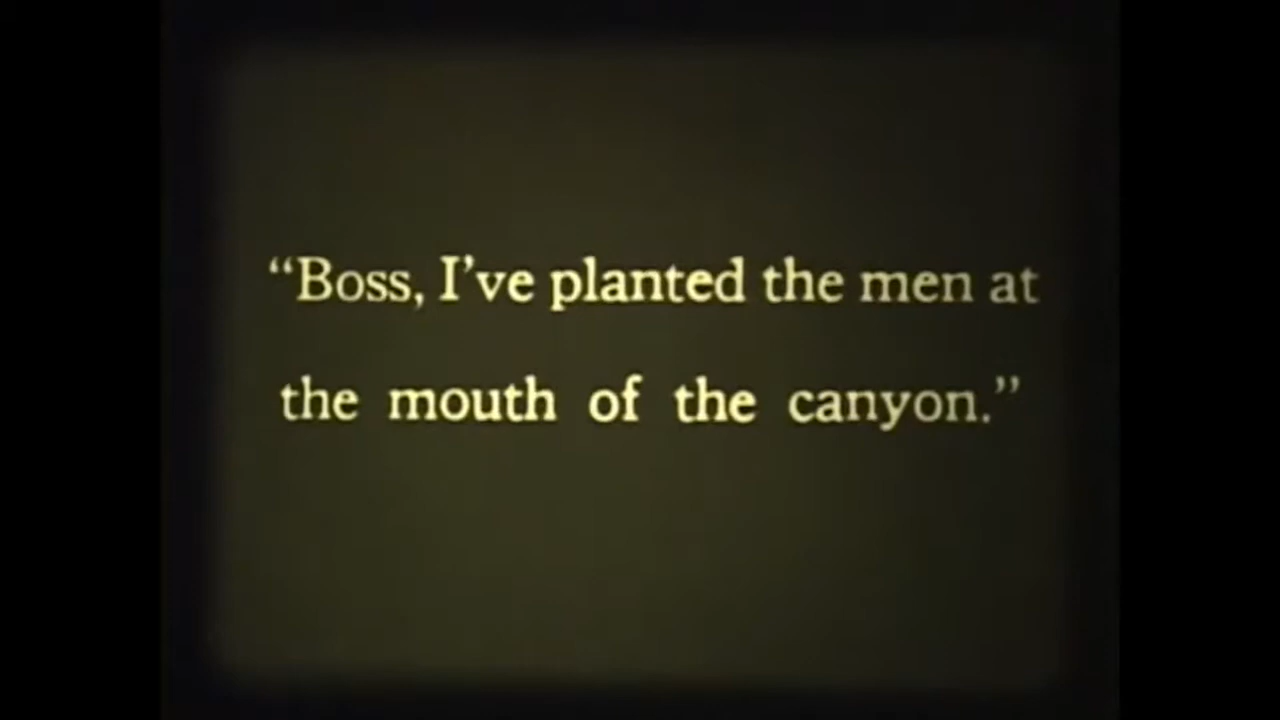 “Boss, I’ve planted the men at
the mouth of the canyon.”